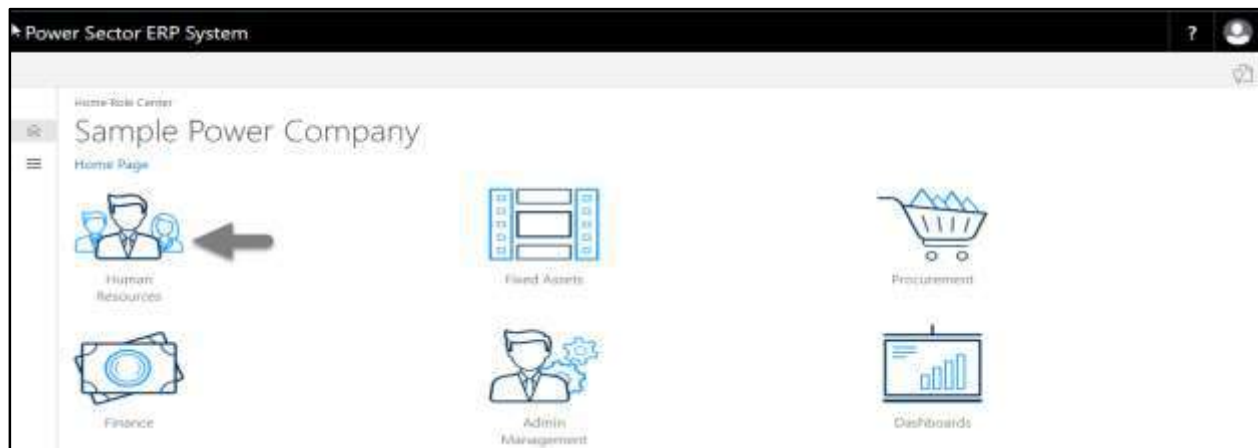 Power Sector ERP System ?
Home Role Center
Sample Power Company
Home Page
Human
Resources
Fixed Assets
Procurement
Finance
Admin
Management
Dashboards